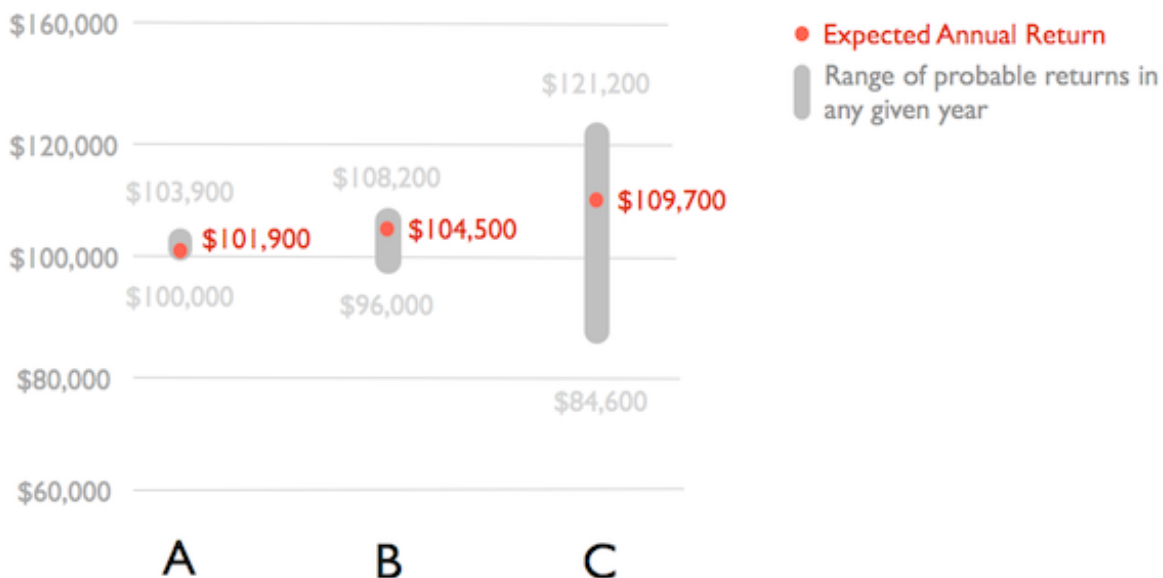 $160,000
$120,000
$100,000
$80,000
$60,000
$103,900
$101,900
$100,000
$108,200
$104,500
$96,000
$121,200
$109,700
$84,600
A
B
C
Expected Annual Return
Range of probable returns in
any given year